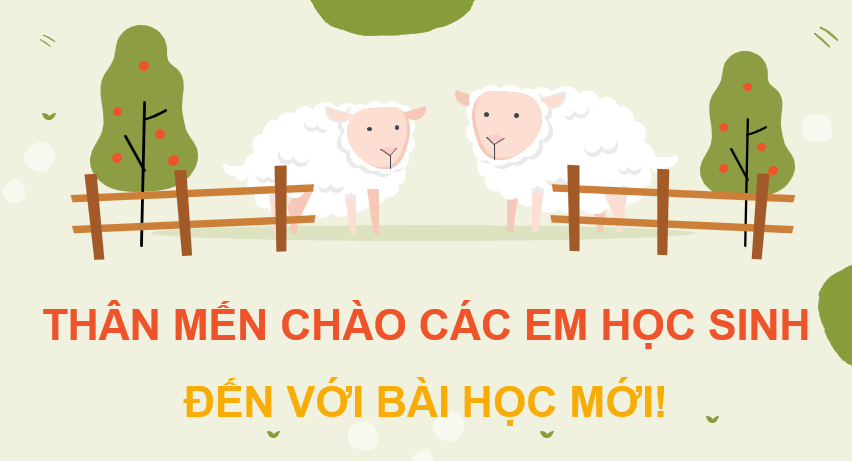 THÂN MẾN CHÀO CÁC EM HỌC SINH
ĐẾN VỚI BÀI HỌC MỚI!